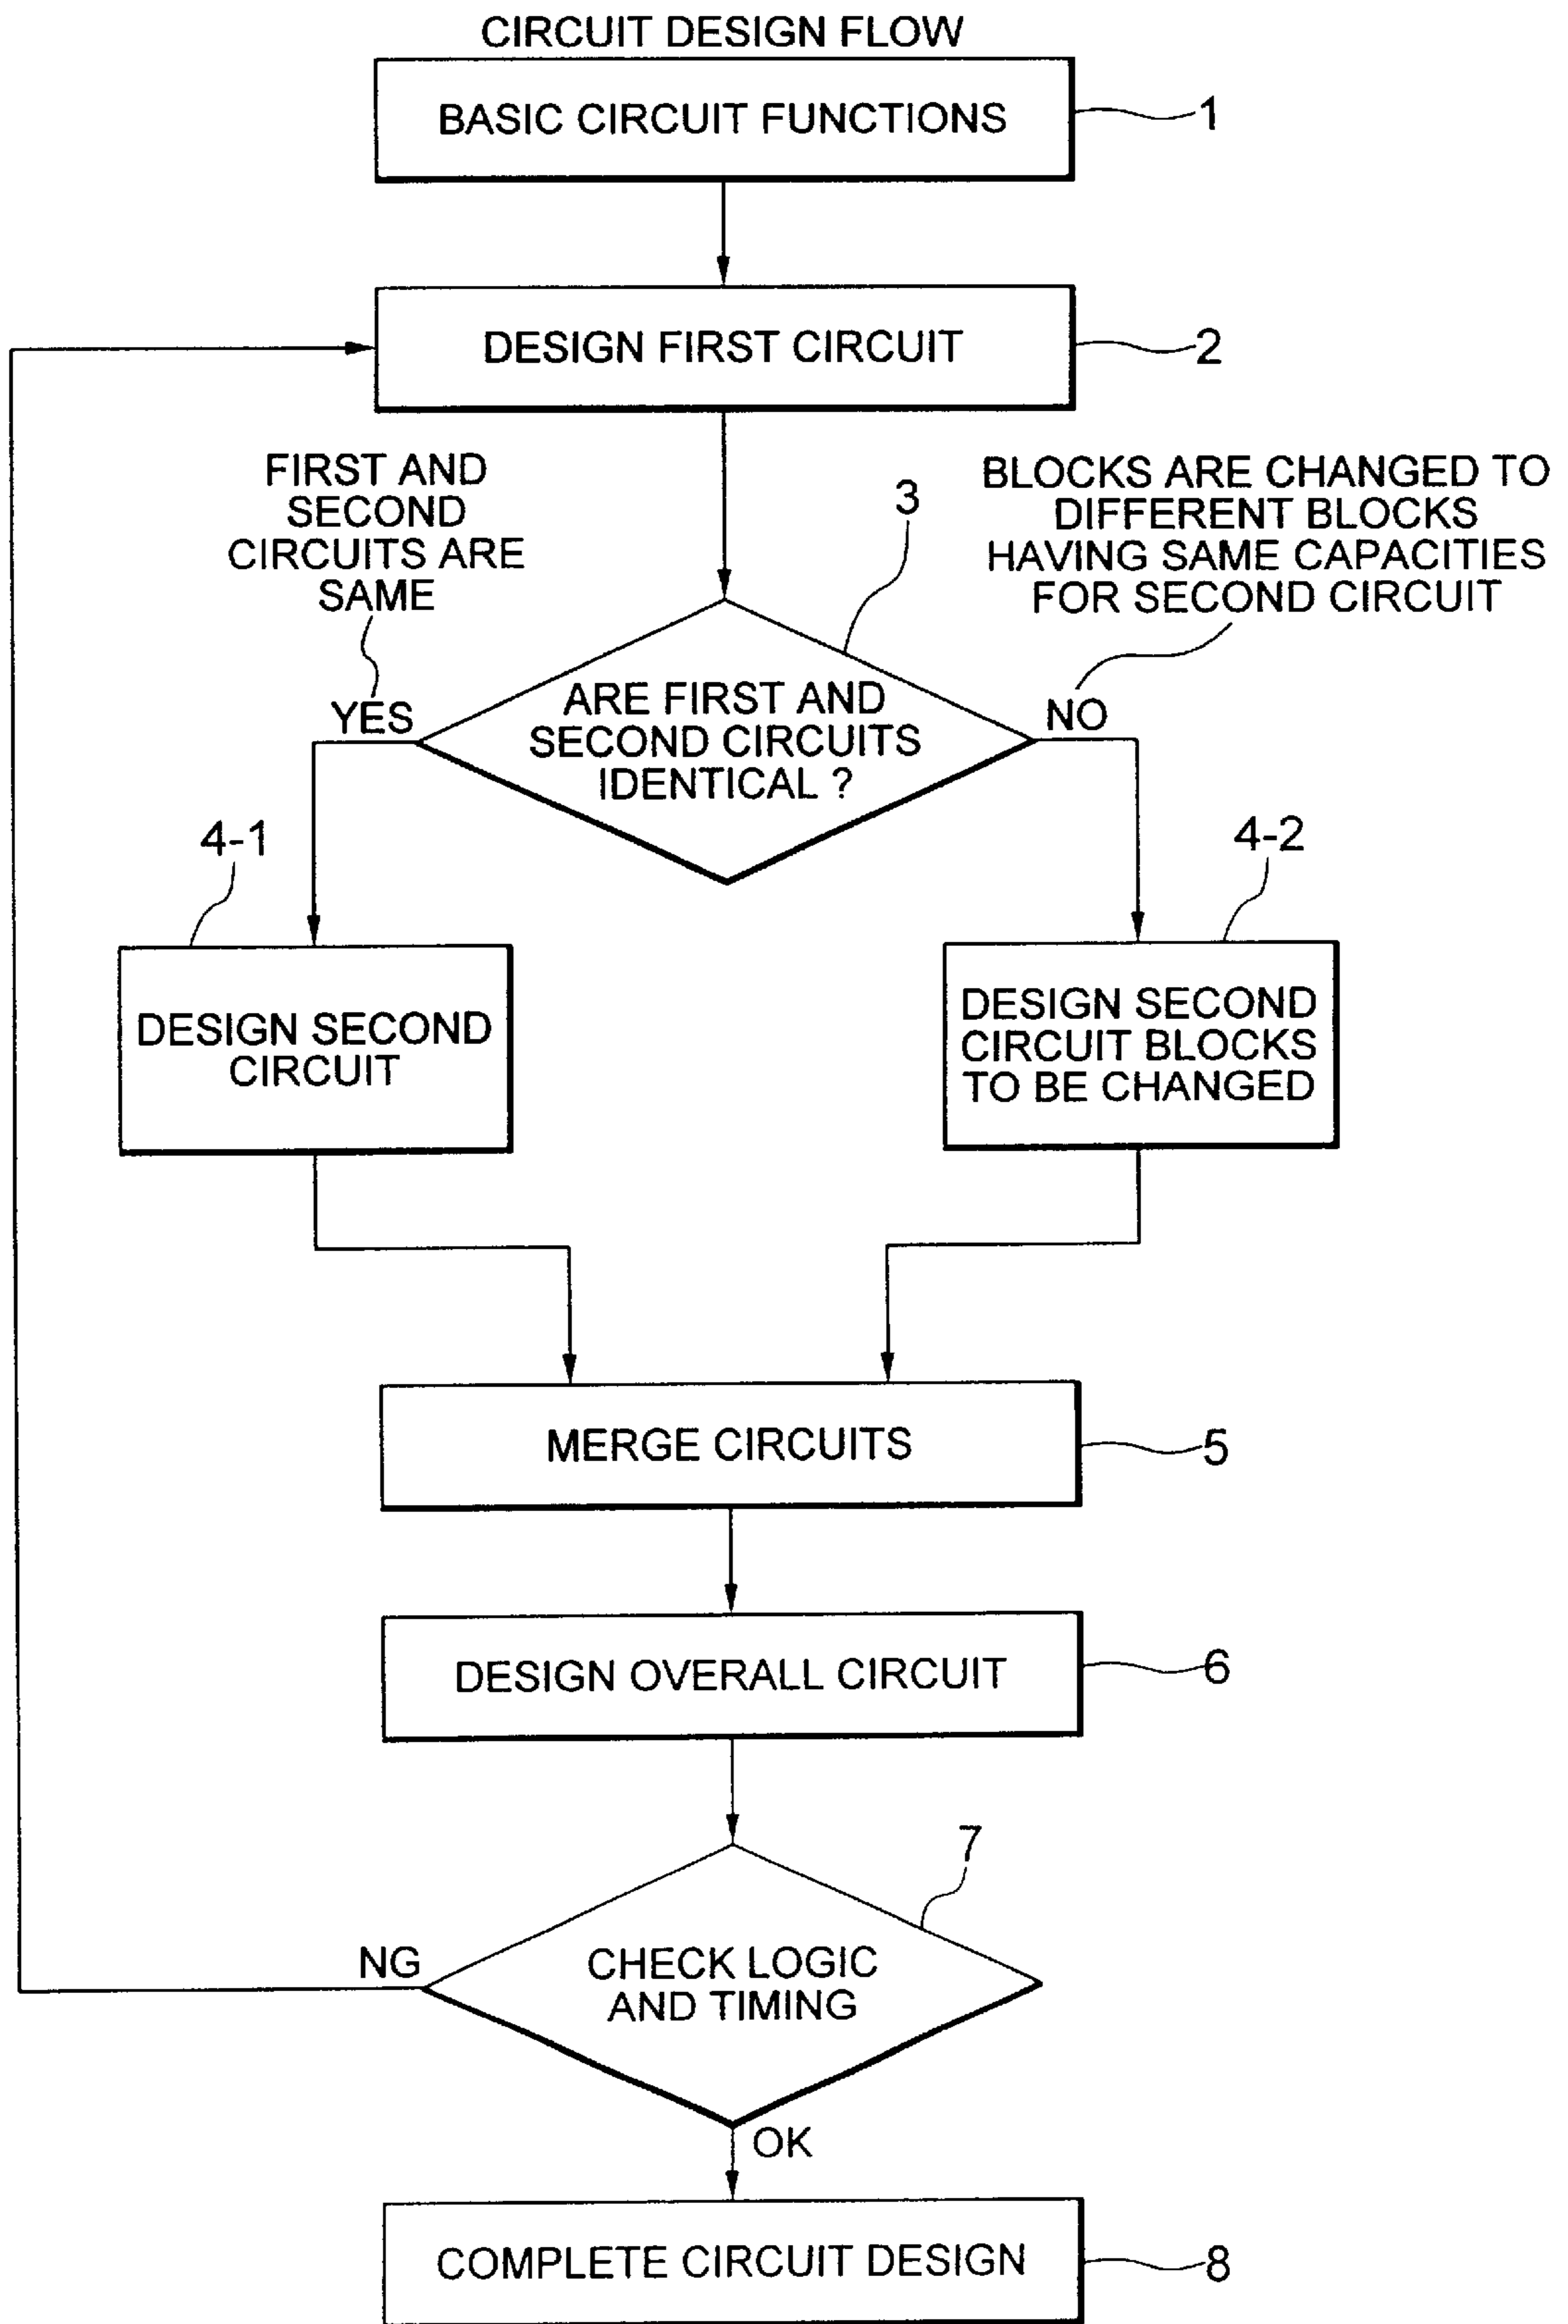 CIRCUIT DESIGN FLOW
BASIC CIRCUIT FUNCTIONS
1
DESIGN FIRST CIRCUIT
2
FIRST AND
SECOND
CIRCUITS ARE
SAME
3
BLOCKS ARE CHANGED TO
DIFFERENT BLOCKS
HAVING SAME CAPACITIES
FOR SECOND CIRCUIT
YES
ARE FIRST AND
SECOND CIRCUITS
IDENTICAL ?
NO
4-1
4-2
DESIGN SECOND
CIRCUIT
DESIGN SECOND
CIRCUIT BLOCKS
TO BE CHANGED
MERGE CIRCUITS
5
DESIGN OVERALL CIRCUIT
6
7
NG
CHECK LOGIC
AND TIMING
OK
COMPLETE CIRCUIT DESIGN
8